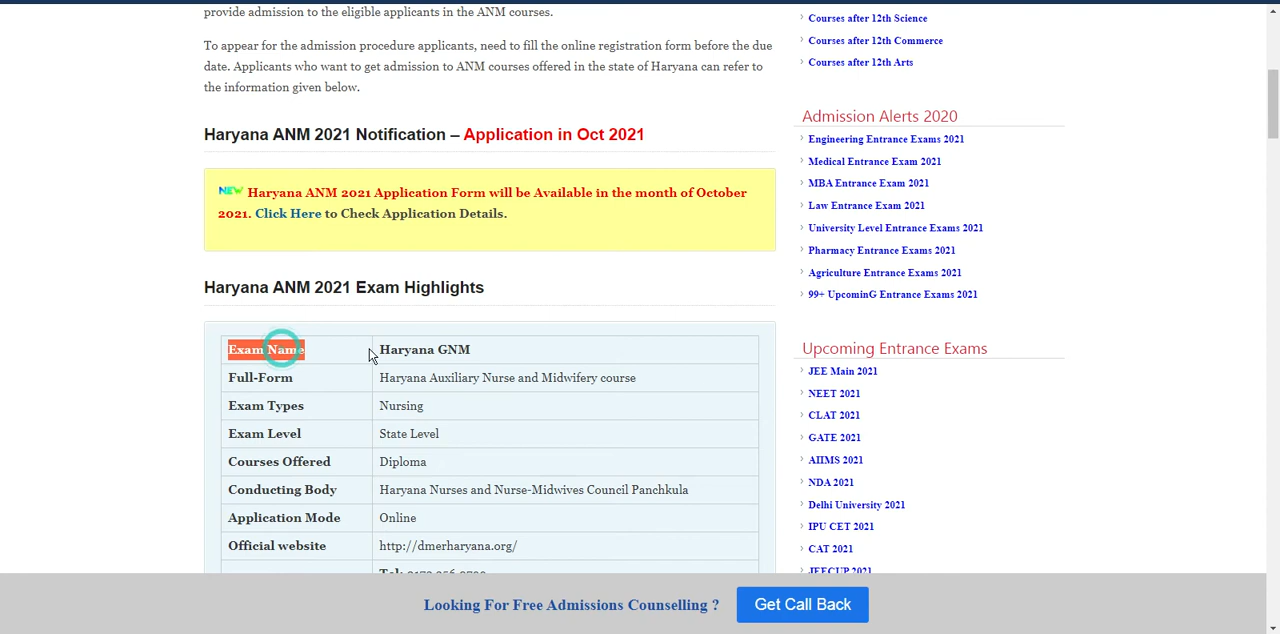 provide admission to the eligible applicants in the ANM courses.
To appear for the admission procedure applicants, need to fill the online registration form before the due
date. Applicants who want to get admission to ANM courses offered in the state of Haryana can refer to
the information given below.
Haryana ANM 2021 Notification – Application in Oct 2021
NEW Haryana ANM 2021 Application Form will be Available in the month of October
2021. Click Here to Check Application Details.
Haryana ANM 2021 Exam Highlights
Exam Name Haryana GNM
Full-Form Haryana Auxiliary Nurse and Midwifery course
Exam Types Nursing
Exam Level State Level
Courses Offered Diploma
Conducting Body Haryana Nurses and Nurse-Midwives Council Panchkula
Application Mode Online
Official website http://dmerharyana.org/
Courses after 12th Science
Courses after 12th Commerce
Courses after 12th Arts
Admission Alerts 2020
Engineering Entrance Exams 2021
Medical Entrance Exam 2021
MBA Entrance Exam 2021
Law Entrance Exam 2021
University Level Entrance Exams 2021
Pharmacy Entrance Exams 2021
Agriculture Entrance Exams 2021
99+ UpcominG Entrance Exams 2021
Upcoming Entrance Exams
JEE Main 2021
NEET 2021
CLAT 2021
GATE 2021
AIIMS 2021
NDA 2021
Delhi University 2021
IPU CET 2021
CAT 2021
JEECUP 2021
Looking For Free Admissions Counselling ? Get Call Back